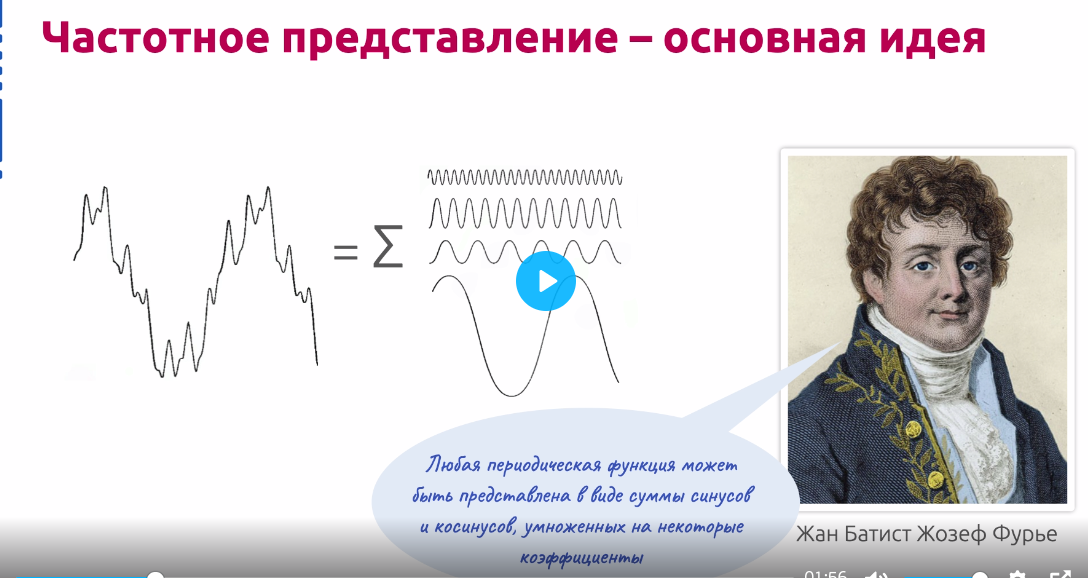 Частотное представление – основная идея
= Σ
Любая периодическая функция может
быть представлена в виде суммы синусов
и косинусов, умноженных на некоторые
коэффициенты
Жан Батист Жозеф Фурье
01:56